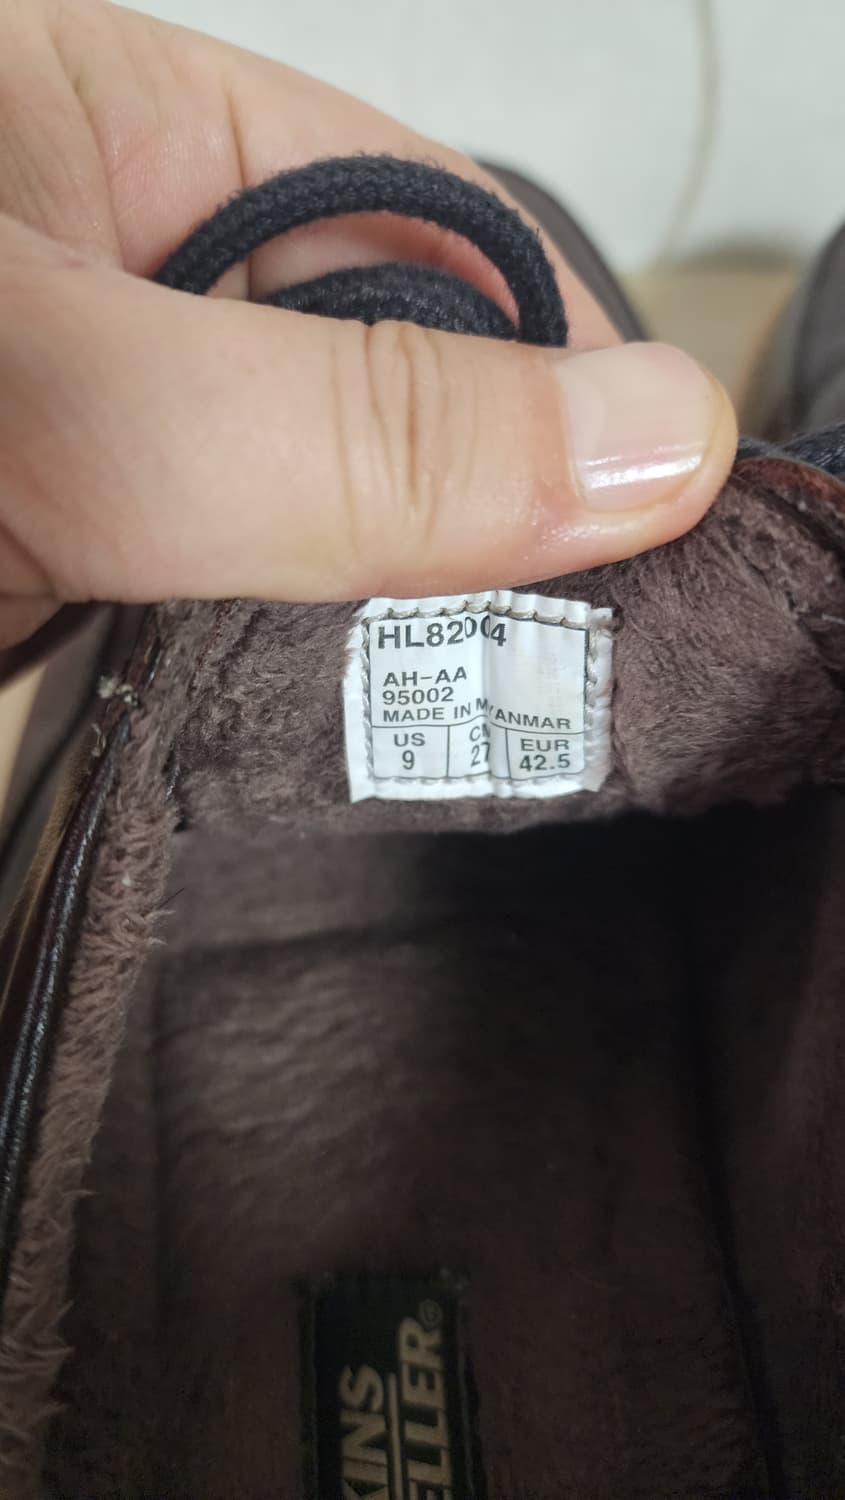 HL82004
AH-AA
95002
MADE IN MYANMAR
US CM EUR
9 27 42.5
KINS
ELLER®